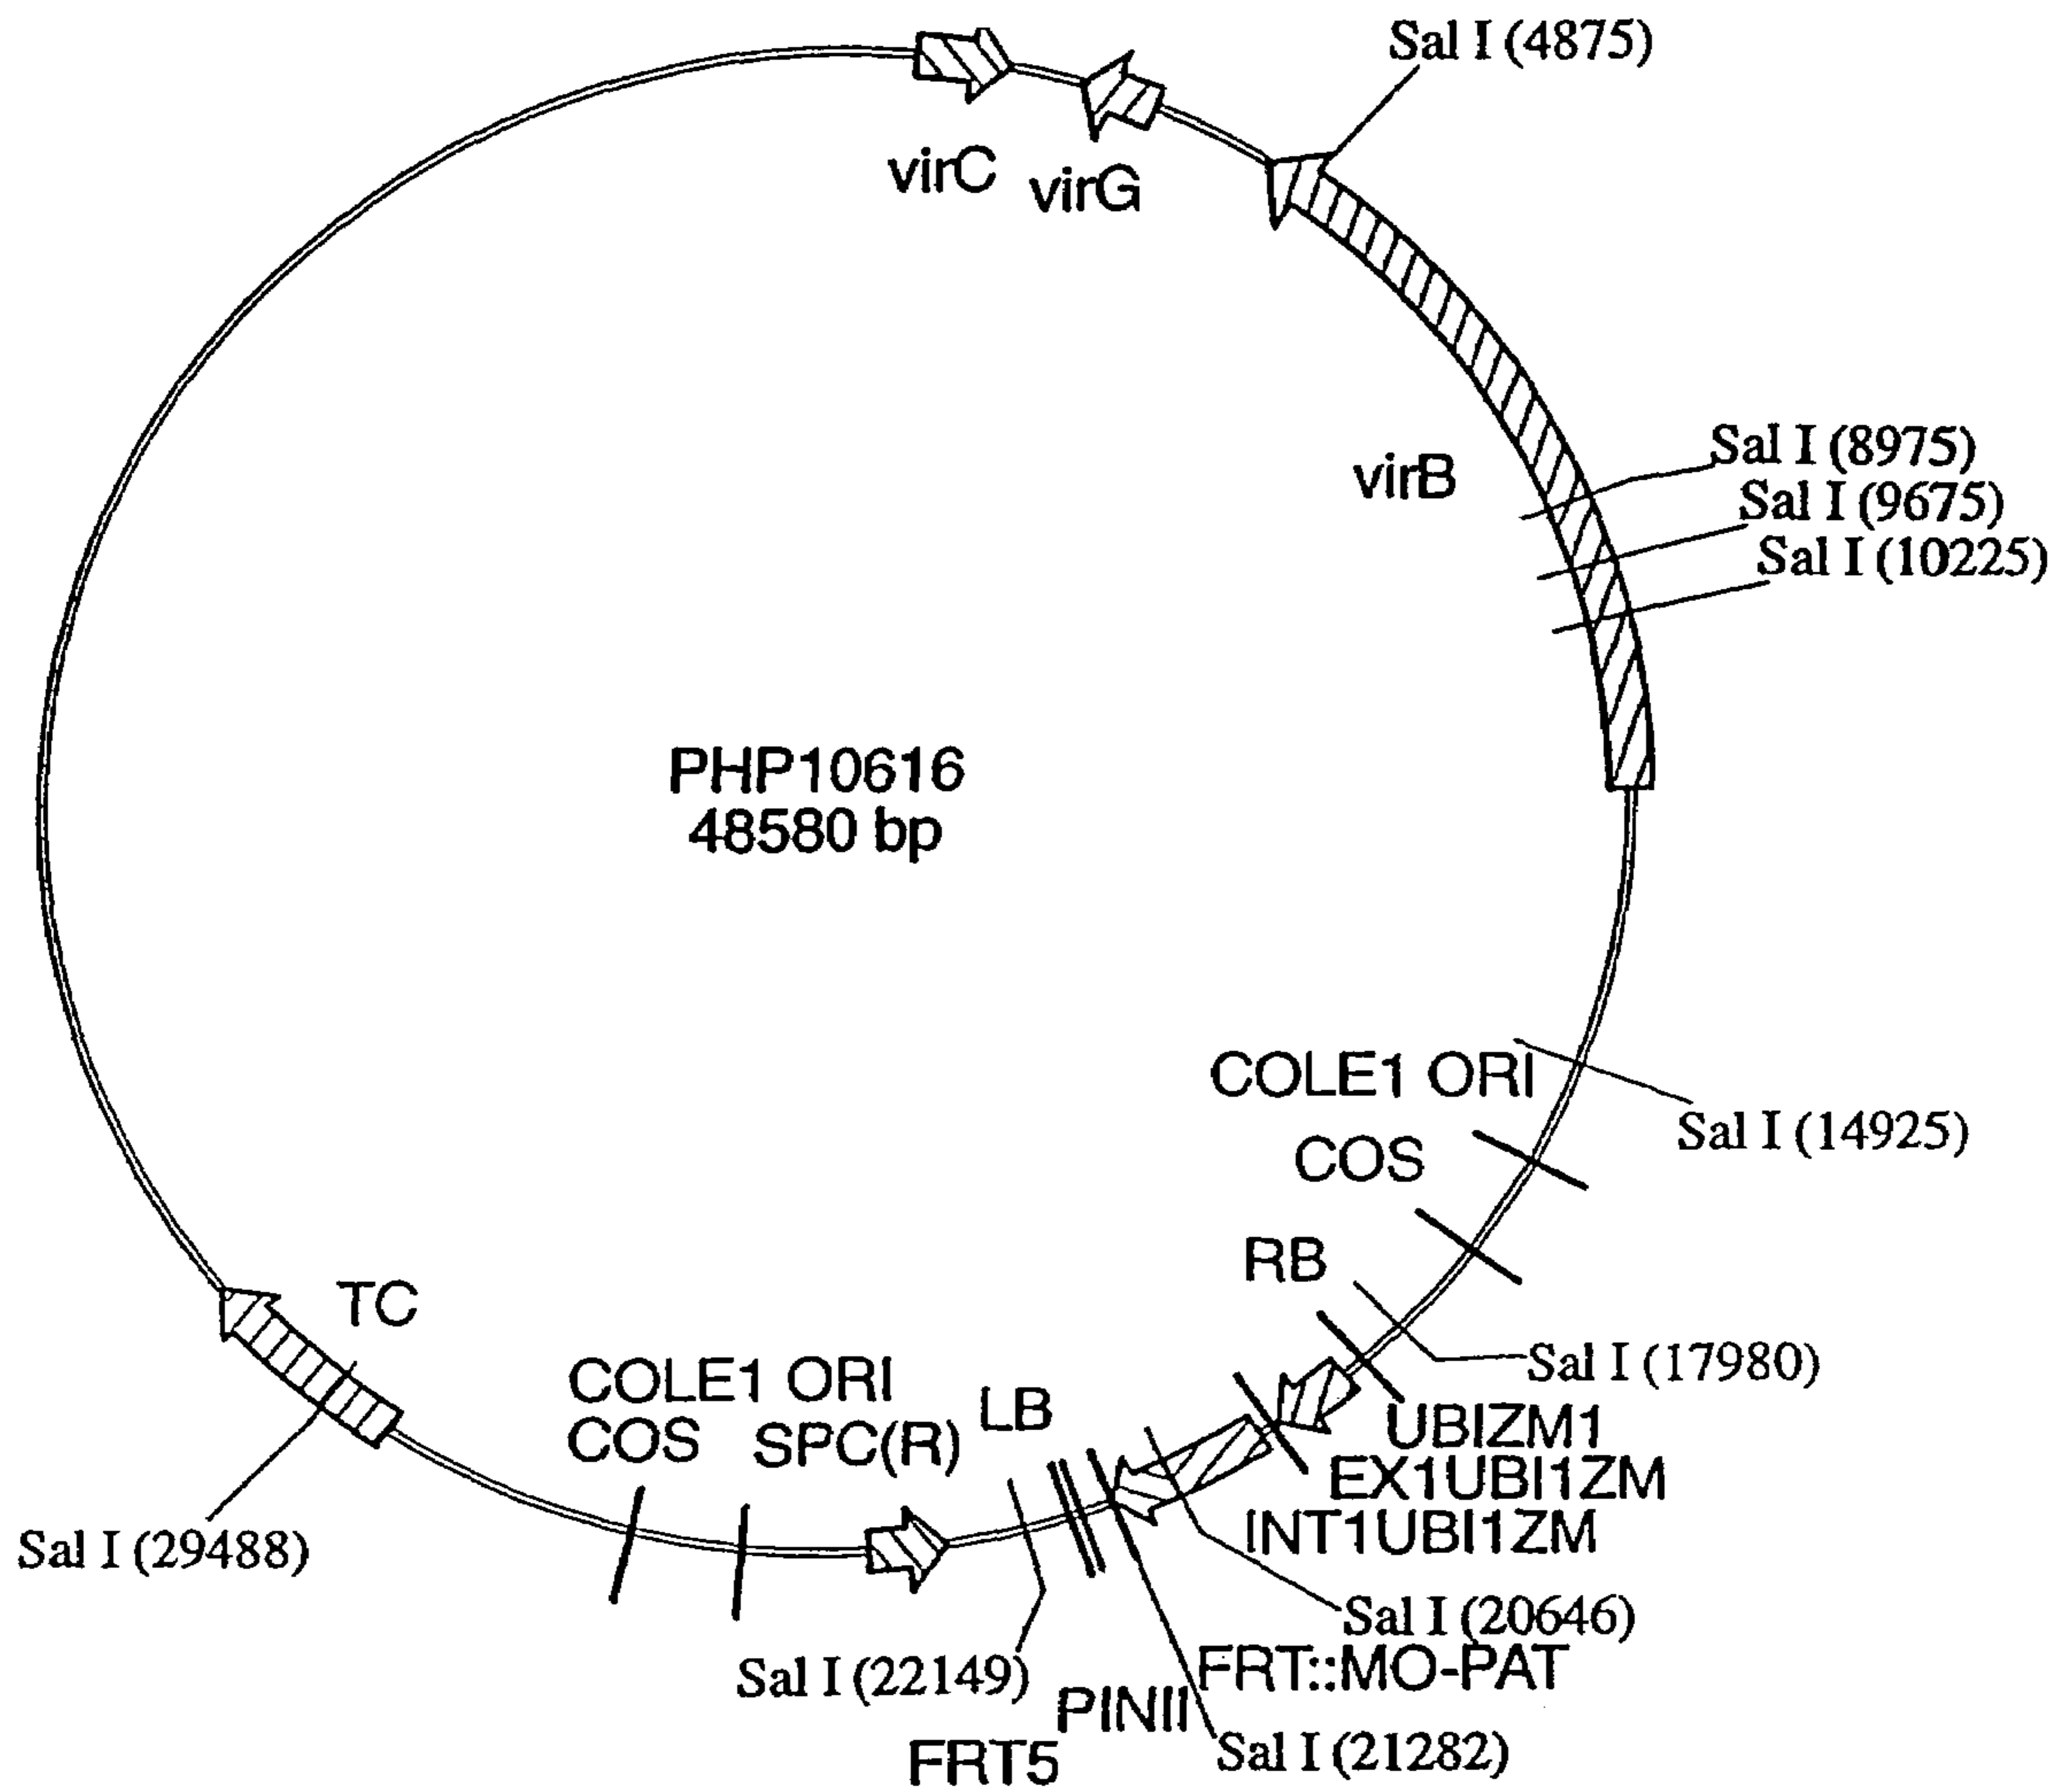 Sal I (4875)
virC
virG
Sal I (8975)
virB
Sal I (9675)
Sal I (10225)
PHP10616
48580 bp
COLE1 ORI
Sal I (14925)
COS
RB
TC
Sal I (17980)
COLE1 ORI
LB
UBIZM1
COS
SPC(R)
EX1UBI1ZM
INT1UBI1ZM
Sal I (29488)
Sal I (20646)
FRT::MO-PAT
Sal I (22149)
PINII
Sal I (21282)
FRT5